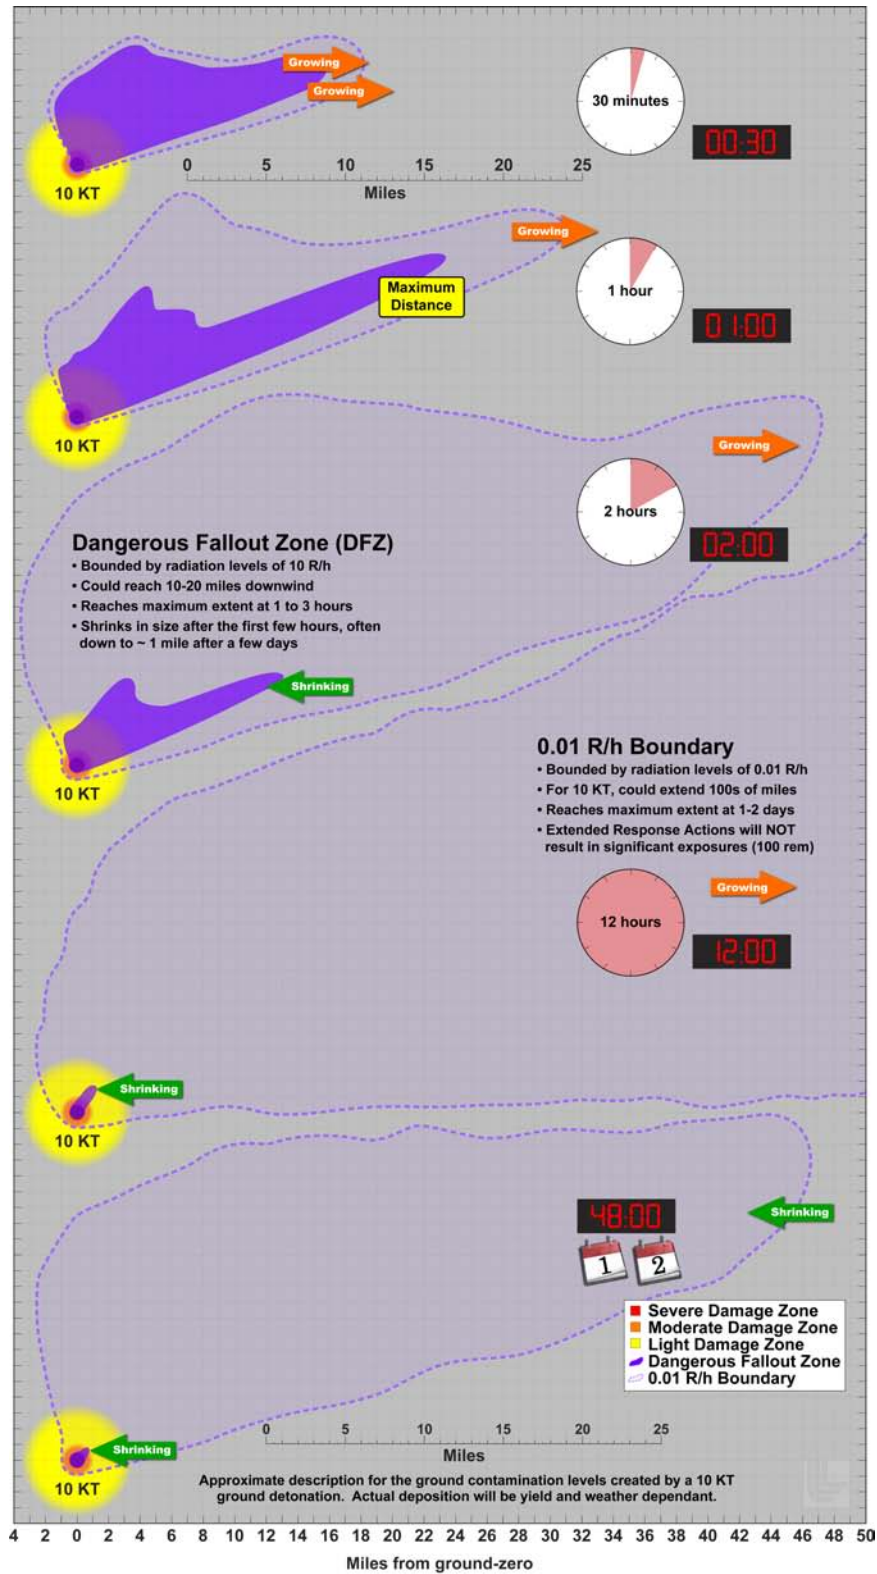 Growing
Growing
30 minutes
00:30
10 KT
0 5 10 15 20 25
Miles
Growing
1 hour
Maximum
Distance
01:00
10 KT
Growing
2 hours
02:00
Dangerous Fallout Zone (DFZ)
• Bounded by radiation levels of 10 R/h
• Could reach 10-20 miles downwind
• Reaches maximum extent at 1 to 3 hours
• Shrinks in size after the first few hours, often
down to ~ 1 mile after a few days
Shrinking
10 KT
0.01 R/h Boundary
• Bounded by radiation levels of 0.01 R/h
• For 10 KT, could extend 100s of miles
• Reaches maximum extent at 1-2 days
• Extended Response Actions will NOT
result in significant exposures (100 rem)
Growing
12 hours
12:00
Shrinking
10 KT
48:00
Shrinking
1 2
Severe Damage Zone
Moderate Damage Zone
Light Damage Zone
Dangerous Fallout Zone
0.01 R/h Boundary
0 5 10 15 20 25
Miles
Shrinking
10 KT
Approximate description for the ground contamination levels created by a 10 KT
ground detonation. Actual deposition will be yield and weather dependant.
4 2 0 2 4 6 8 10 12 14 16 18 20 22 24 26 28 30 32 34 36 38 40 42 44 46 48 50
Miles from ground-zero